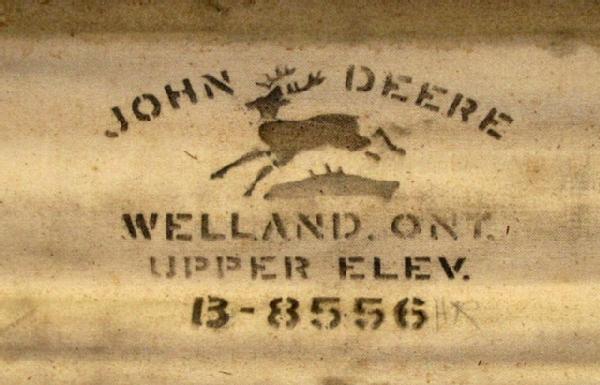 JOHN DEERE
WELLAND, ONT.
UPPER ELEV.
B-8556